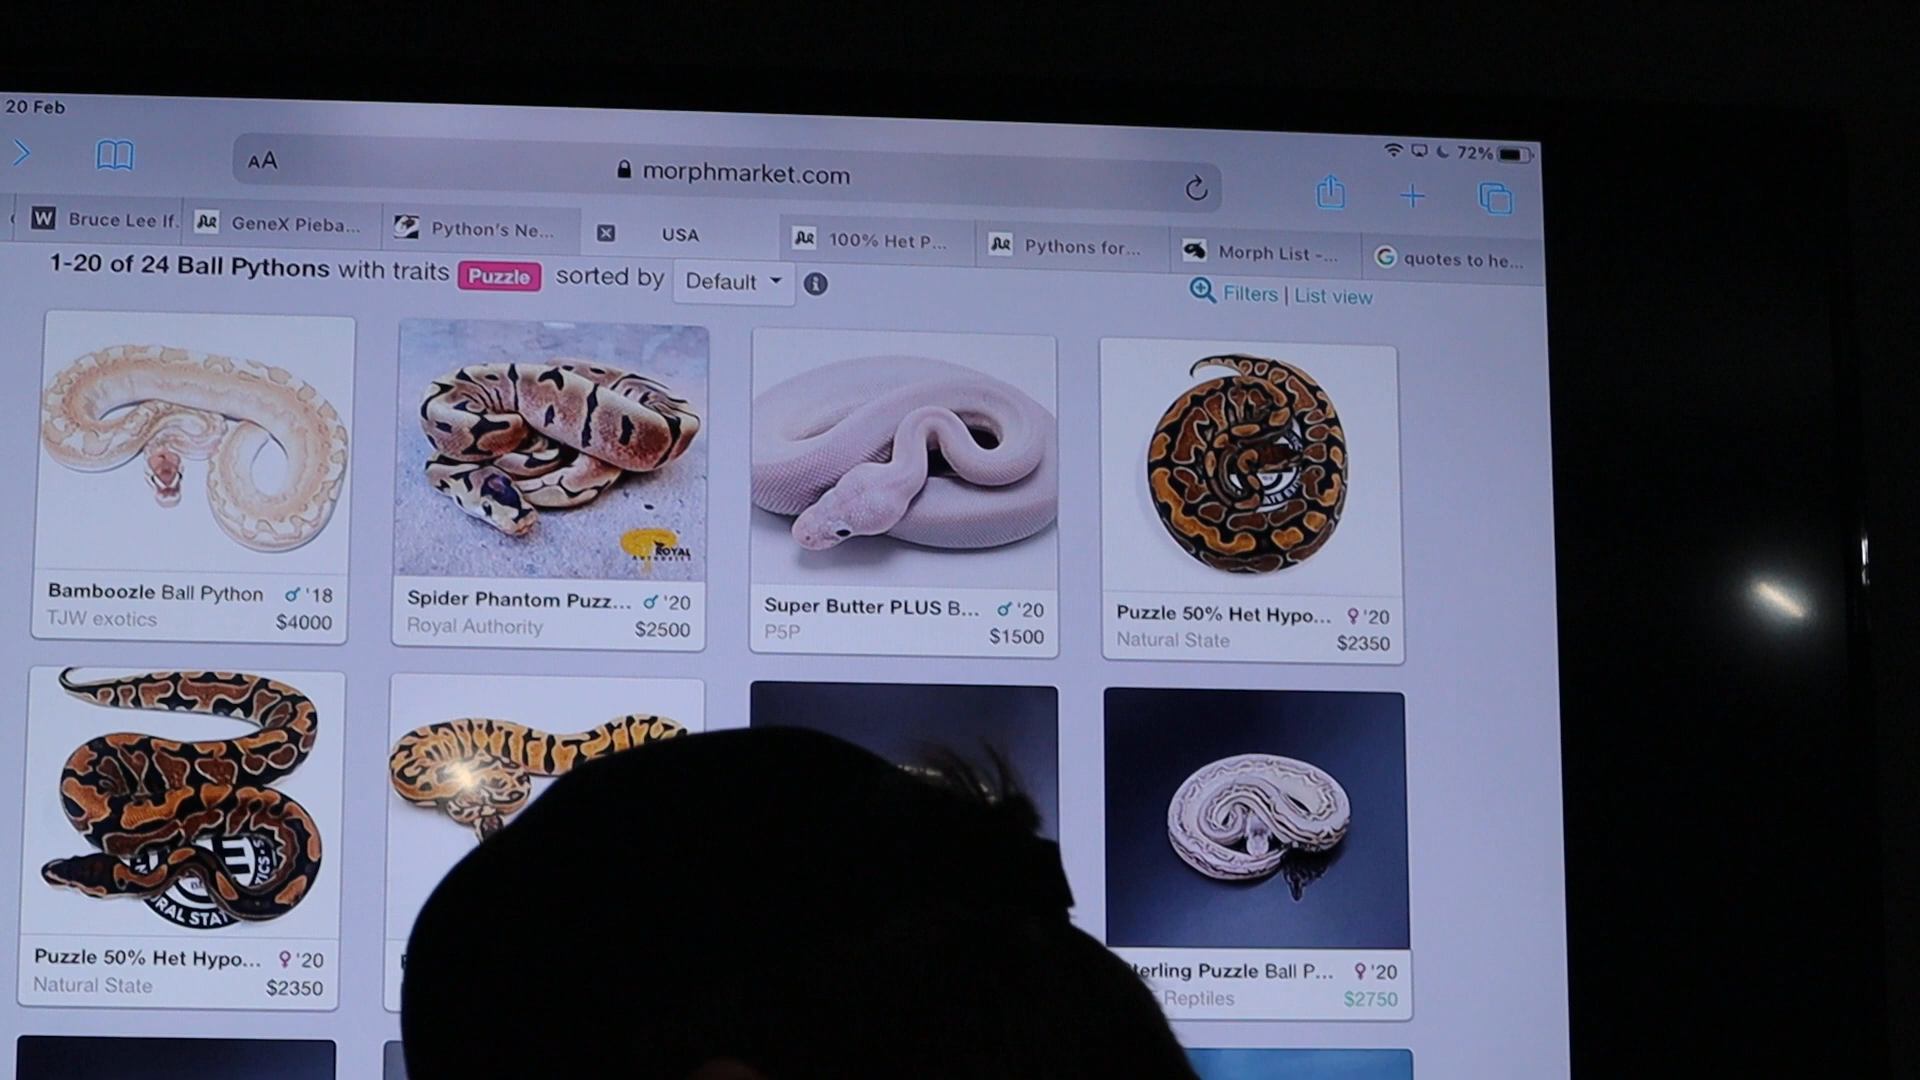 20 Feb
72%
AA
morphmarket.com
W Bruce Lee If.
GeneX Pieba...
Python's Ne...
USA
100% Het P...
Pythons for...
Morph List -...
G quotes to he...
1-20 of 24 Ball Pythons with traits Puzzle sorted by Default
Filters | List view
ROYAL
Bamboozle Ball Python ♂ '18
TJW exotics $4000
Spider Phantom Puzz... ♂ '20
Royal Authority $2500
Super Butter PLUS B... ♂ '20
P5P $1500
Puzzle 50% Het Hypo... ♀ '20
Natural State $2350
Puzzle 50% Het Hypo... ♀ '20
Natural State $2350
terling Puzzle Ball P... ♀ '20
Reptiles $2750